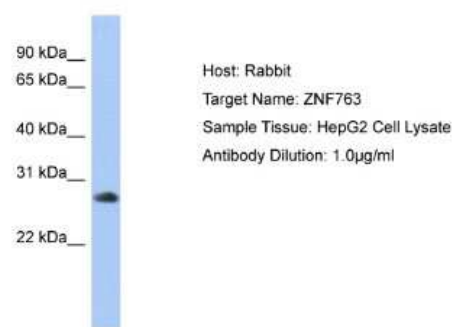 90 kDa
65 kDa
40 kDa
31 kDa
22 kDa
Host: Rabbit
Target Name: ZNF763
Sample Tissue: HepG2 Cell Lysate
Antibody Dilution: 1.0µg/ml